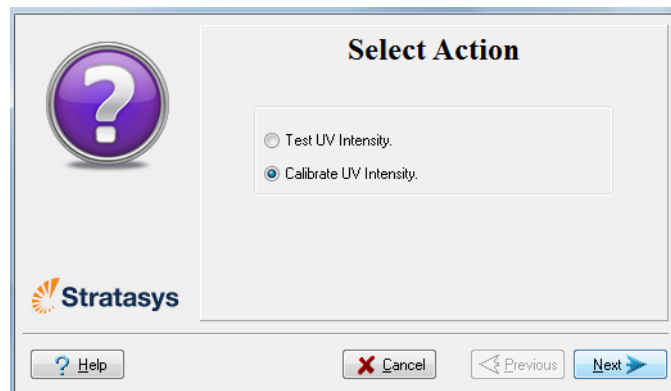 Select Action
Test UV Intensity.
Calibrate UV Intensity.
Stratasys
? Help
Cancel
Previous
Next